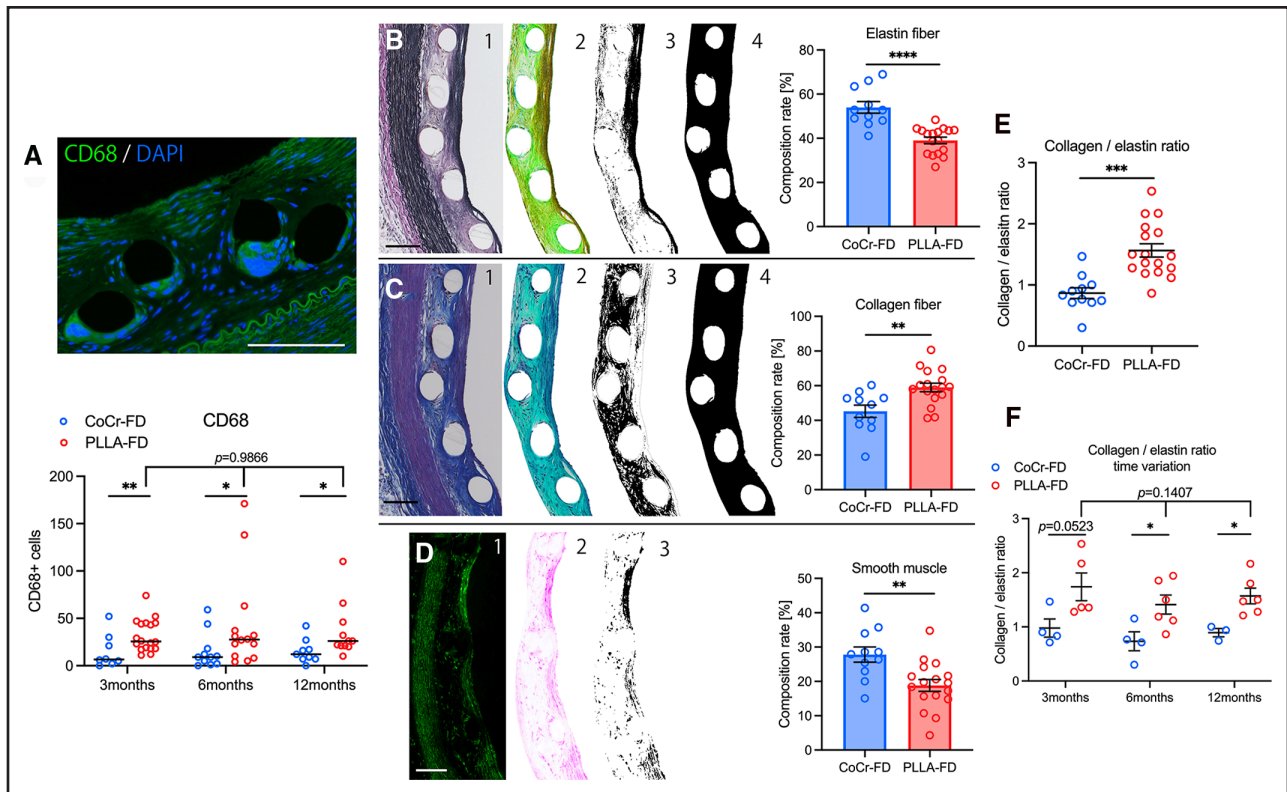 A
CD68 / DAPI
CD68
CoCr-FD
PLLA-FD
p=0.9866
** * *
CD68+ cells
200
150
100
50
0
3months 6months 12months
B
1 2 3 4
Elastin fiber
****
Composition rate [%]
80
60
40
20
0
CoCr-FD PLLA-FD
C
1 2 3 4
Collagen fiber
**
Composition rate [%]
100
80
60
40
20
0
CoCr-FD PLLA-FD
D
1 2 3
Smooth muscle
**
Composition rate [%]
50
40
30
20
10
0
CoCr-FD PLLA-FD
E
Collagen / elastin ratio
***
Collagen / elasitn ratio
3
2
1
0
CoCr-FD PLLA-FD
F
Collagen / elastin ratio
time variation
CoCr-FD
PLLA-FD
p=0.1407
p=0.0523 * *
Collagen / elastin ratio
3
2
1
0
3months 6months 12months